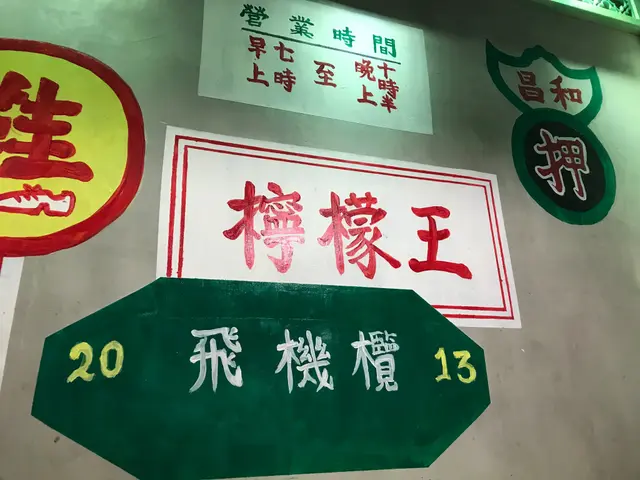 營業時間
早上七時至晚上十時半
昌和
押
生
檸檬王
20 飛機欖 13